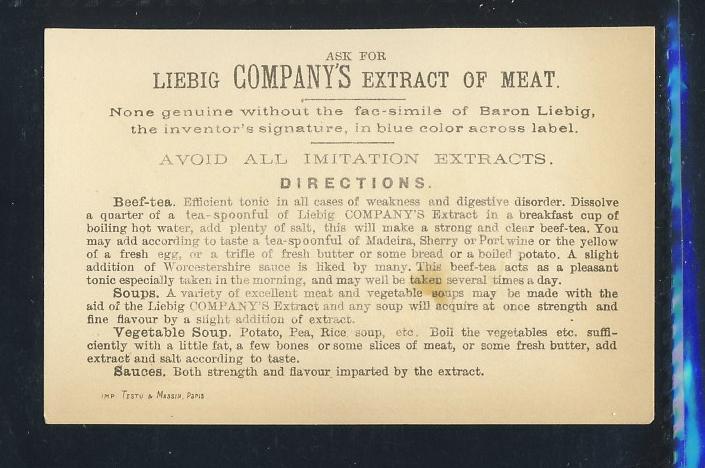 ASK FOR
LIEBIG COMPANY'S EXTRACT OF MEAT.
None genuine without the fac-simile of Baron Liebig,
the inventor's signature, in blue color across label.
AVOID ALL IMITATION EXTRACTS.
DIRECTIONS.
Beef-tea. Efficient tonic in all cases of weakness and digestive disorder. Dissolve
a quarter of a tea-spoonful of Liebig COMPANY'S Extract in a breakfast cup of
boiling hot water, add plenty of salt, this will make a strong and clear beef-tea. You
may add according to taste a tea-spoonful of Madeira, Sherry or Port wine or the yellow
of a fresh egg, or a trifle of fresh butter or some bread or a boiled potato. A slight
addition of Worcestershire sauce is liked by many. This beef-tea acts as a pleasant
tonic especially taken in the morning, and may well be taken several times a day.
Soups. A variety of excellent meat and vegetable soups may be made with the
aid of the Liebig COMPANY'S Extract and any soup will acquire at once strength and
fine flavour by a slight addition of extract.
Vegetable Soup. Potato, Pea, Rice, soup, etc. Boil the vegetables etc. suffi-
ciently with a little fat, a few bones or some slices of meat, or some fresh butter, add
extract and salt according to taste.
Sauces. Both strength and flavour imparted by the extract.
IMP. TESTU & MASSIN, PARIS